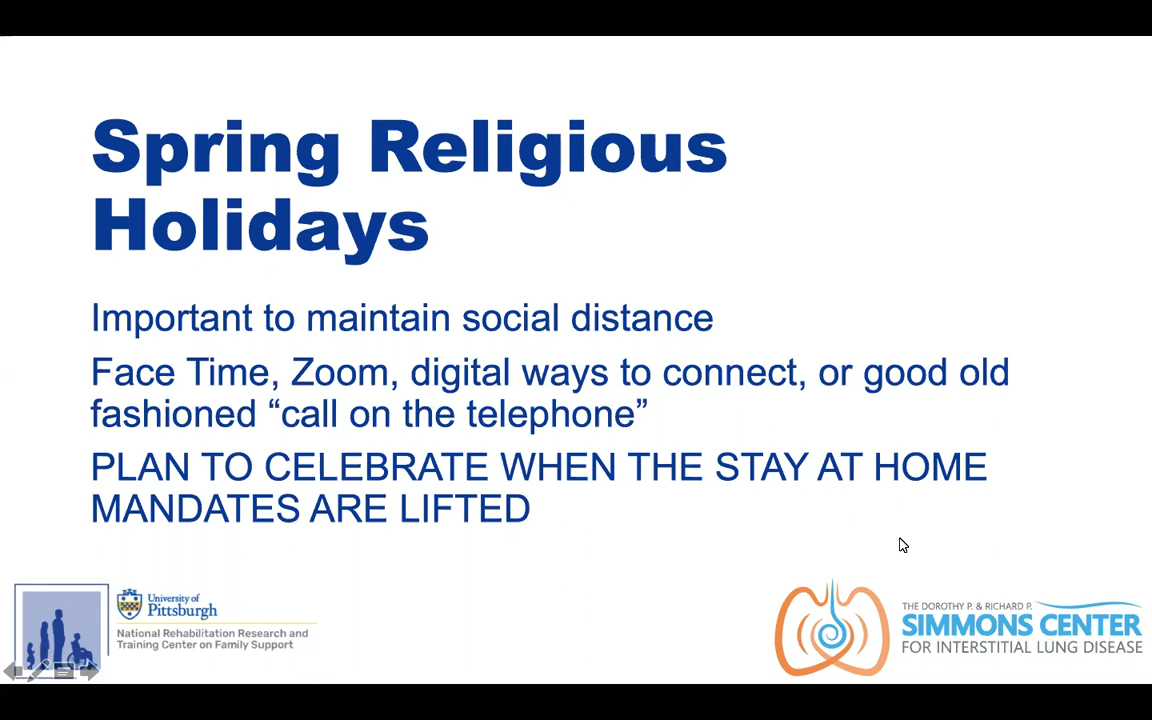 Spring Religious
Holidays
Important to maintain social distance
Face Time, Zoom, digital ways to connect, or good old
fashioned “call on the telephone”
PLAN TO CELEBRATE WHEN THE STAY AT HOME
MANDATES ARE LIFTED
University of
Pittsburgh
National Rehabilitation Research and
Training Center on Family Support
THE DOROTHY P. & RICHARD P.
SIMMONS CENTER
FOR INTERSTITIAL LUNG DISEASE